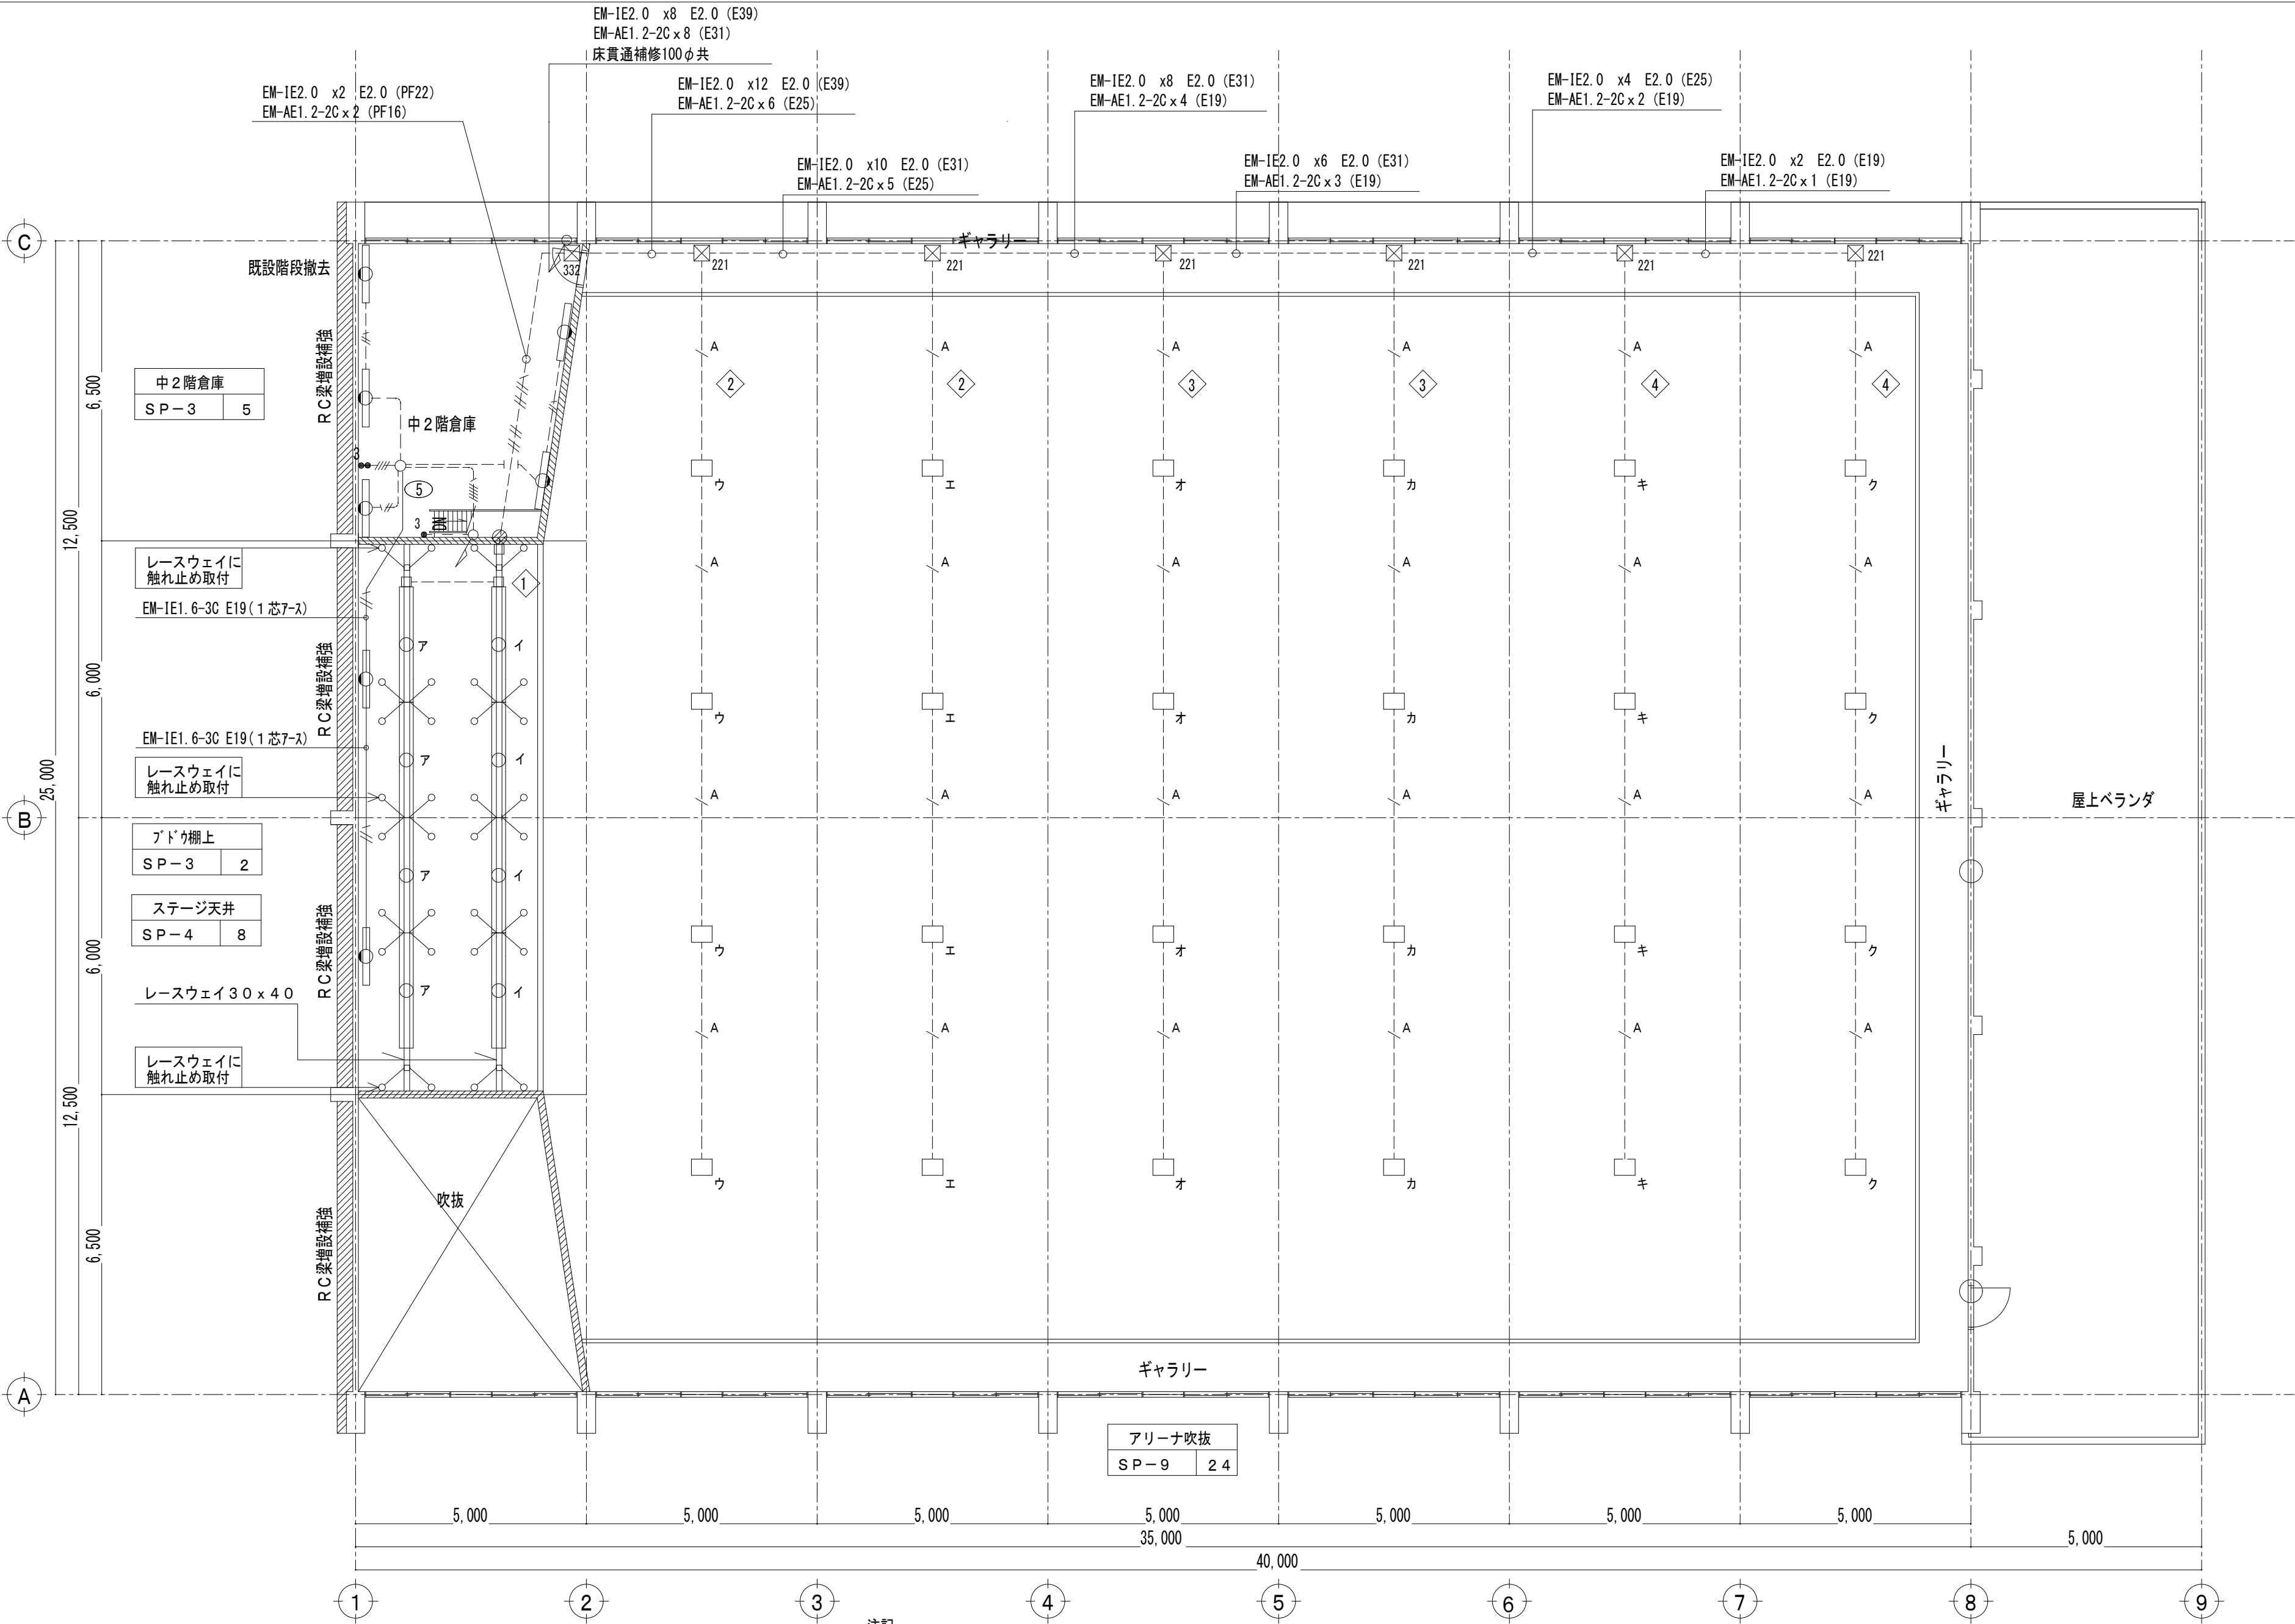 EM-IE2.0 x8 E2.0 (E39)
EM-AE1.2-2C x 8 (E31)
床貫通補修100φ共
EM-IE2.0 x2 E2.0 (PF22)
EM-AE1.2-2C x 2 (PF16)
EM-IE2.0 x12 E2.0 (E39)
EM-AE1.2-2C x 6 (E25)
EM-IE2.0 x8 E2.0 (E31)
EM-AE1.2-2C x 4 (E19)
EM-IE2.0 x4 E2.0 (E25)
EM-AE1.2-2C x 2 (E19)
EM-IE2.0 x10 E2.0 (E31)
EM-AE1.2-2C x 5 (E25)
EM-IE2.0 x6 E2.0 (E31)
EM-AE1.2-2C x 3 (E19)
EM-IE2.0 x2 E2.0 (E19)
EM-AE1.2-2C x 1 (E19)
C
ギャラリー
既設階段撤去
332
221
221
221
221
221
221
RC梁増設補強
A
A
A
A
A
A
2
2
3
3
4
4
6,500
中2階倉庫
SP-3 5
中2階倉庫
3
5
3
DN
ウ
エ
オ
カ
キ
ク
12,500
レースウェイに
触れ止め取付
1
A
A
A
A
A
A
EM-IE1.6-3C E19(1芯アース)
ア
イ
RC梁増設補強
6,000
ウ
エ
オ
カ
キ
ク
EM-IE1.6-3C E19(1芯アース)
ア
イ
25,000
レースウェイに
触れ止め取付
A
A
A
A
A
A
ギャラリー
屋上ベランダ
B
ブドウ棚上
SP-3 2
ア
イ
ステージ天井
SP-4 8
RC梁増設補強
6,000
ウ
エ
オ
カ
キ
ク
レースウェイ30x40
ア
イ
A
A
A
A
A
A
レースウェイに
触れ止め取付
12,500
ウ
エ
オ
カ
キ
ク
吹抜
RC梁増設補強
6,500
ギャラリー
A
アリーナ吹抜
SP-9 24
5,000
5,000
5,000
5,000
5,000
5,000
5,000
35,000
5,000
40,000
1
2
3
4
5
6
7
8
9